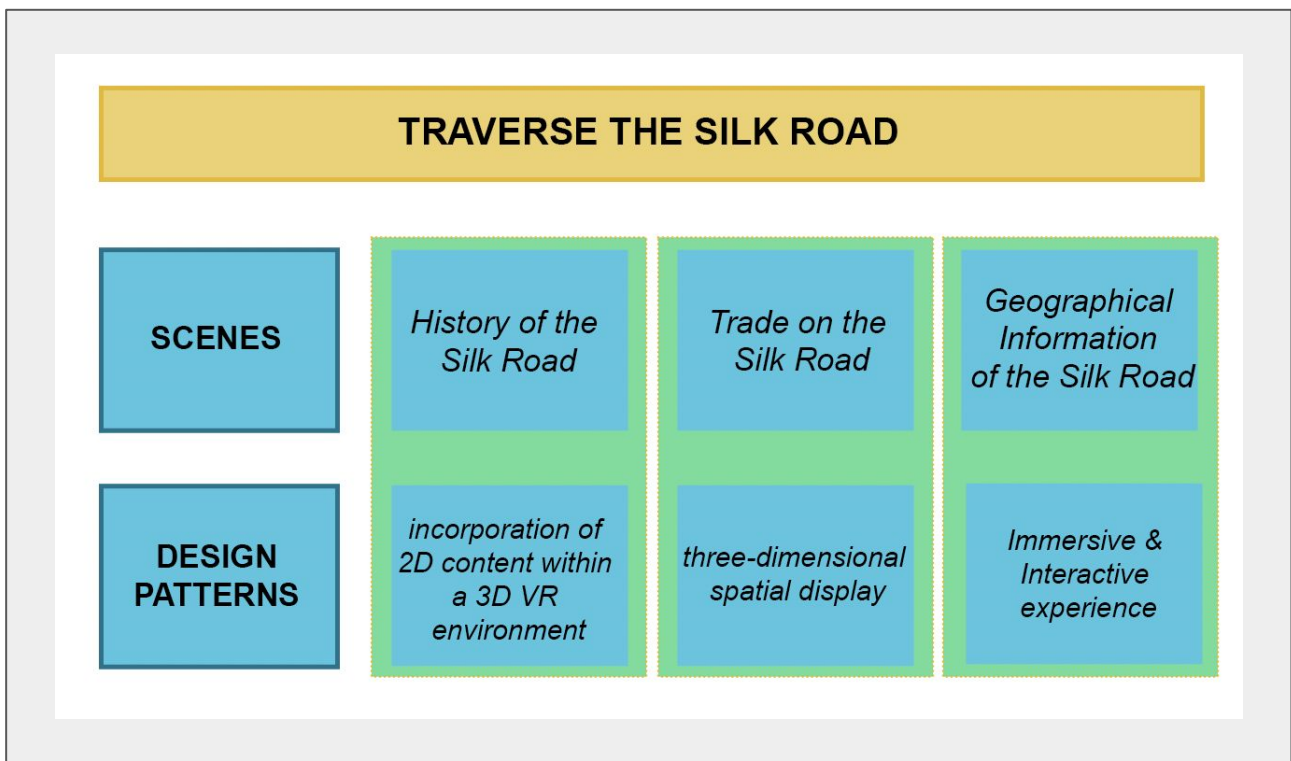 TRAVERSE THE SILK ROAD
SCENES
History of the
Silk Road
Trade on the
Silk Road
Geographical
Information
of the Silk Road
DESIGN
PATTERNS
incorporation of
2D content within
a 3D VR
environment
three-dimensional
spatial display
Immersive &
Interactive
experience